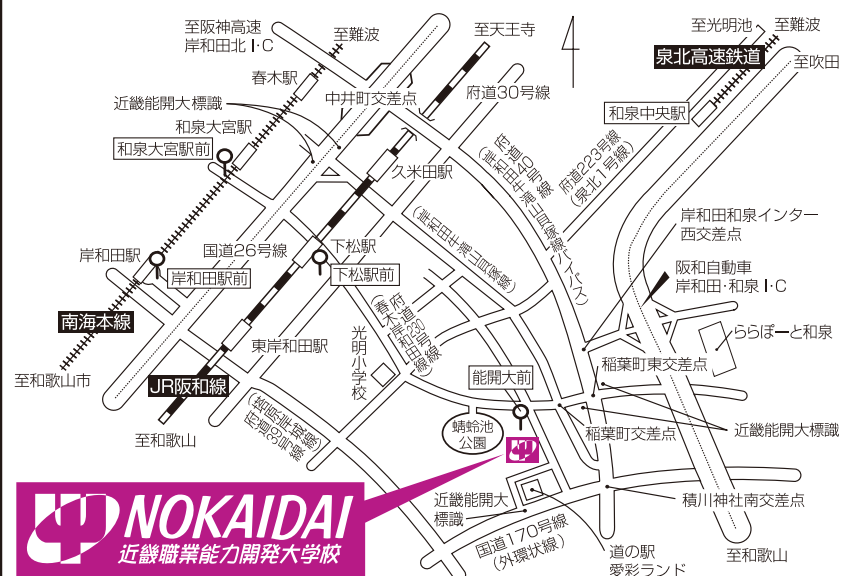 至阪神高速
岸和田北I・C
至難波
至天王寺
至光明池
至難波
泉北高速鉄道
至吹田
春木駅
近畿能開大標識
中井町交差点
府道30号線
和泉中央駅
和泉大宮駅
和泉大宮駅前
久米田駅
府道40号線
(岸和田牛滝山貝塚線バイパス)
府道223号線
(泉北1号線)
岸和田和泉インター
西交差点
(岸和田牛滝山貝塚線)
国道26号線
下松駅
岸和田駅
岸和田駅前
下松駅前
阪和自動車
岸和田・和泉I・C
南海本線
府道230号線
(春木岸和田線)
光明小学校
ららぽーと和泉
東岸和田駅
稲葉町東交差点
至和歌山市
JR阪和線
能開大前
府道39号線
至和歌山
蜻蛉池
公園
稲葉町交差点
近畿能開大標識
NOKAIDAI
近畿職業能力開発大学校
近畿能開大
標識
積川神社南交差点
国道170号線
(外環状線)
道の駅
愛彩ランド
至和歌山